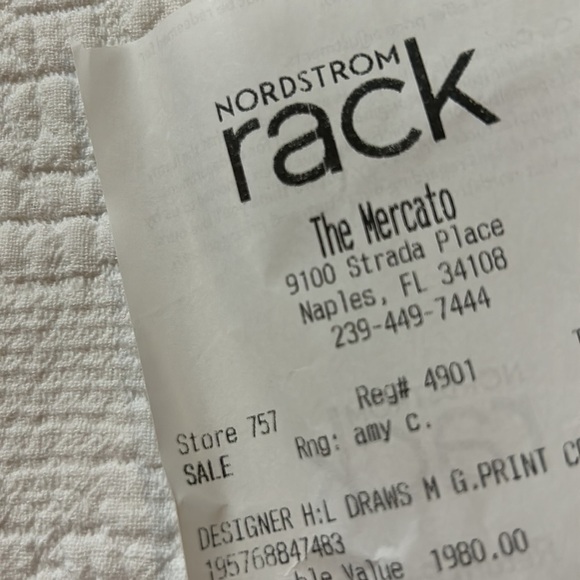 NORDSTROM
rack
The Mercato
9100 Strada Place
Naples, FL 34108
239-449-7444
Reg# 4901
Store 757
Rng: amy c.
SALE
DESIGNER H:L DRAWS M G.PRINT
195768847483
Value 1980.00